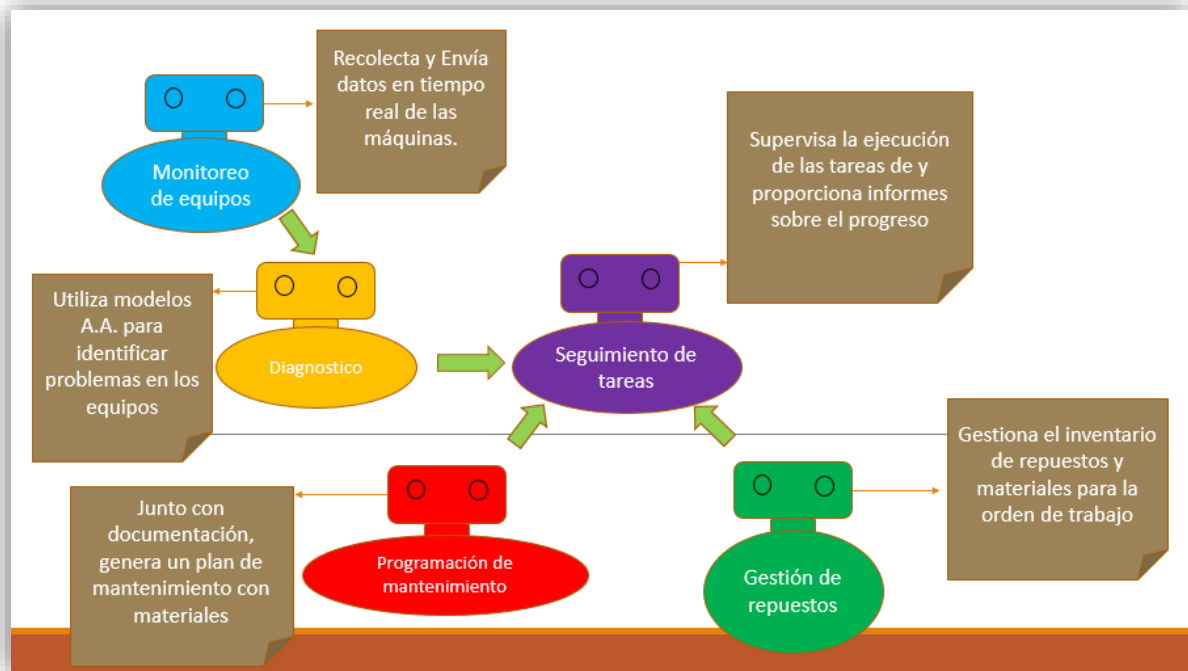 Recolecta y Envía
datos en tiempo
real de las
máquinas.
Monitoreo
de equipos
Supervisa la ejecución
de las tareas de y
proporciona informes
sobre el progreso
Utiliza modelos
A.A. para
identificar
problemas en los
equipos
Diagnostico
Seguimiento de
tareas
Gestiona el inventario
de repuestos y
materiales para la
orden de trabajo
Junto con
documentación,
genera un plan de
mantenimiento con
materiales
Programación de
mantenimiento
Gestión de
repuestos